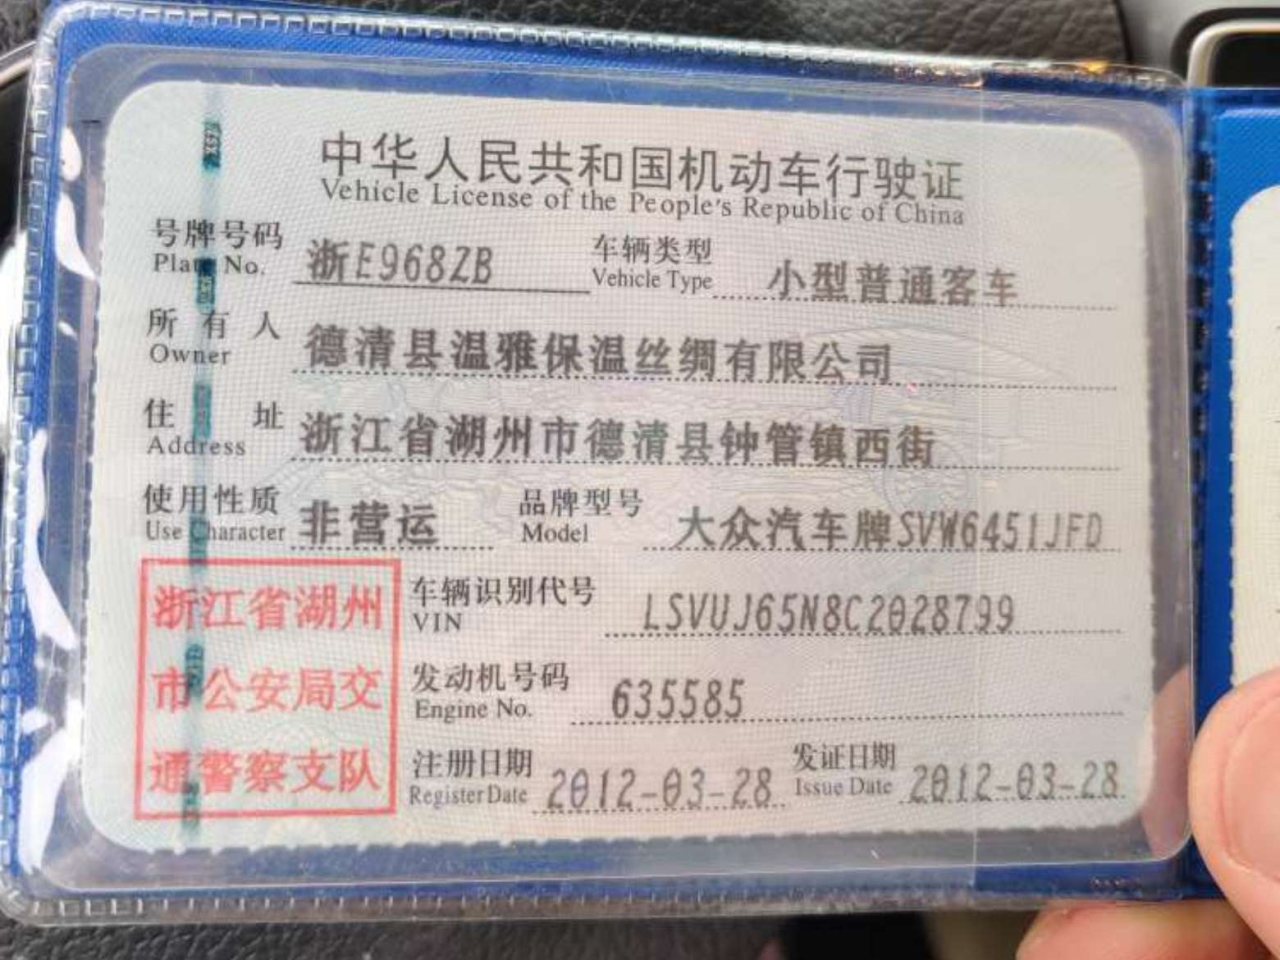 中华人民共和国机动车行驶证
Vehicle License of the People's Republic of China
号牌号码 浙E968ZB 车辆类型 小型普通客车
Plate No. Vehicle Type
所有人 德清县温雅保温丝绸有限公司
Owner
住址 浙江省湖州市德清县钟管镇西街
Address
使用性质 非营运 品牌型号 大众汽车牌SVW6451JFD
Use Character Model
浙江省湖州
市公安局交
通警察支队
车辆识别代号 LSVUJ65N8C2028799
VIN
发动机号码 635585
Engine No.
注册日期 2012-03-28 发证日期 2012-03-28
Register Date Issue Date